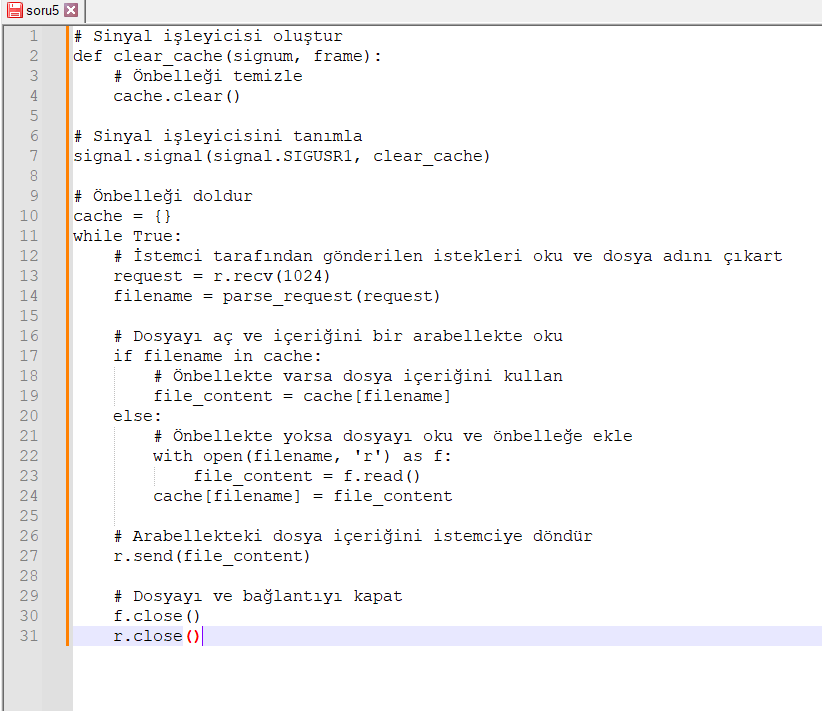 soru5
1 # Sinyal işleyicisi oluştur
2 def clear_cache(signum, frame):
3     # Önbelleği temizle
4     cache.clear()
5
6 # Sinyal işleyicisini tanımla
7 signal.signal(signal.SIGUSR1, clear_cache)
8
9 # Önbelleği doldur
10 cache = {}
11 while True:
12     # İstemci tarafından gönderilen istekleri oku ve dosya adını çıkart
13     request = r.recv(1024)
14     filename = parse_request(request)
15
16     # Dosyayı aç ve içeriğini bir arabellekte oku
17     if filename in cache:
18         # Önbellekte varsa dosya içeriğini kullan
19         file_content = cache[filename]
20     else:
21         # Önbellekte yoksa dosyayı oku ve önbelleğe ekle
22         with open(filename, 'r') as f:
23             file_content = f.read()
24         cache[filename] = file_content
25
26     # Arabellekteki dosya içeriğini istemciye döndür
27     r.send(file_content)
28
29     # Dosyayı ve bağlantıyı kapat
30     f.close()
31     r.close()